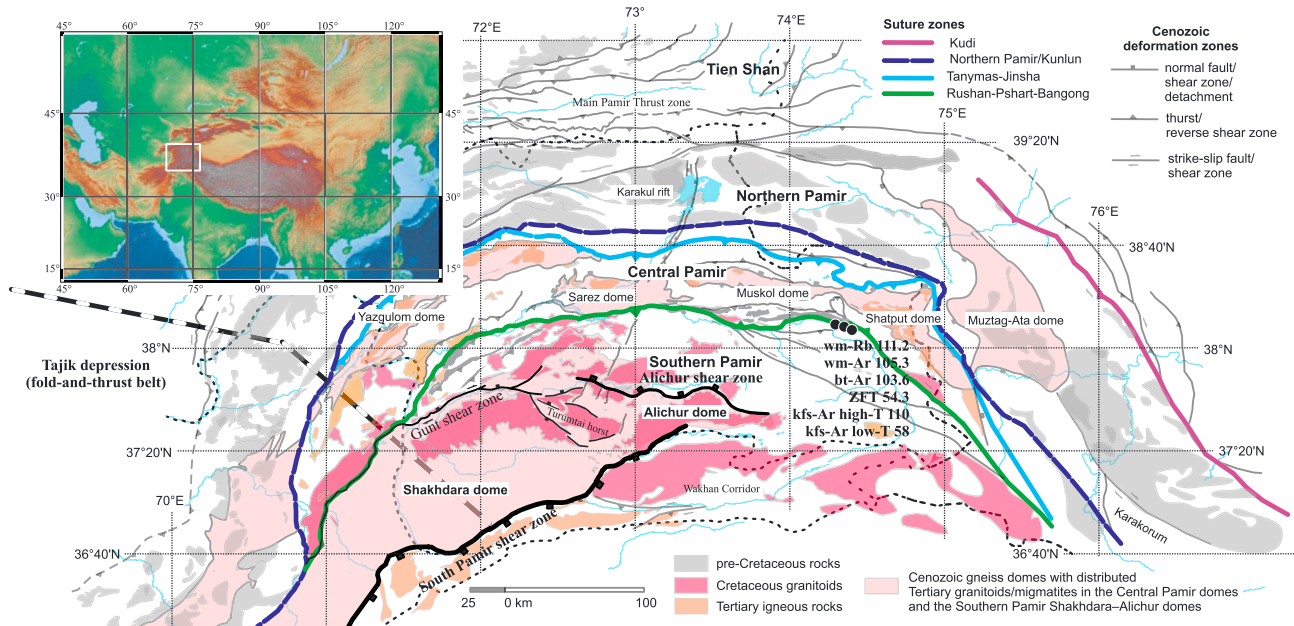 45°
60°
75°
90°
105°
120°
45°
30°
15°
45°
30°
15°
45°
60°
75°
90°
105°
120°
72°E
73°
74°E
75°E
76°E
39°20'N
38°40'N
38°N
37°20'N
36°40'N
38°N
37°20'N
70°E
36°40'N
Suture zones
Kudi
Northern Pamir/Kunlun
Tanymas-Jinsha
Rushan-Pshart-Bangong
Cenozoic
deformation zones
normal fault/
shear zone/
detachment
thurst/
reverse shear zone
strike-slip fault/
shear zone
Tien Shan
Main Pamir Thrust zone
Karakul rift
Northern Pamir
Central Pamir
Sarez dome
Muskol dome
Yazgulom dome
Shatput dome
Muztag-Ata dome
Tajik depression
(fold-and-thrust belt)
wm-Rb 111.2
wm-Ar 105.3
bt-Ar 103.6
ZFT 54.3
kfs-Ar high-T 110
kfs-Ar low-T 58
Southern Pamir
Alichur shear zone
Alichur dome
Gunt shear zone
Turumtai horst
Shakhdara dome
Wakhan Corridor
South Pamir shear zone
Karakorum
25
0 km
100
pre-Cretaceous rocks
Cretaceous granitoids
Tertiary igneous rocks
Cenozoic gneiss domes with distributed
Tertiary granitoids/migmatites in the Central Pamir domes
and the Southern Pamir Shakhdara–Alichur domes